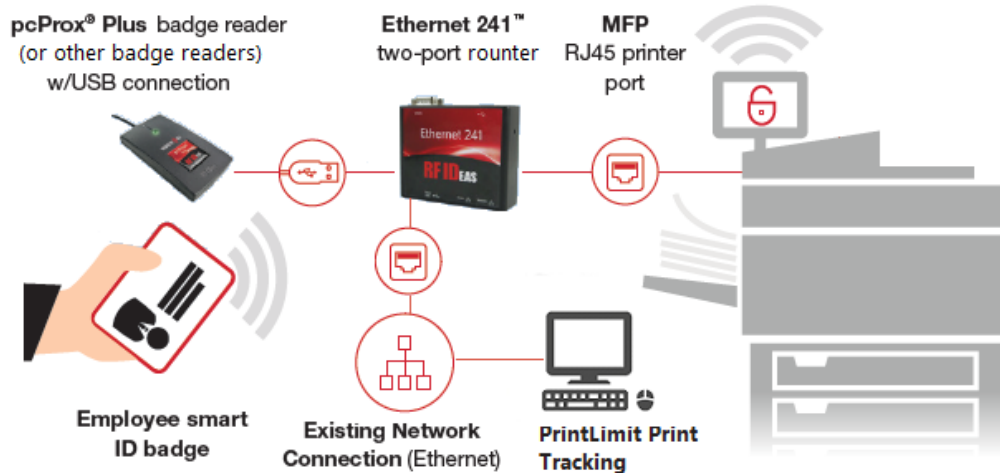 pcProx® Plus badge reader
(or other badge readers)
w/USB connection
Ethernet 241™
two-port rounter
MFP
RJ45 printer
port
Ethernet 241
RF IDEAS
Employee smart
ID badge
Existing Network
Connection (Ethernet)
PrintLimit Print
Tracking